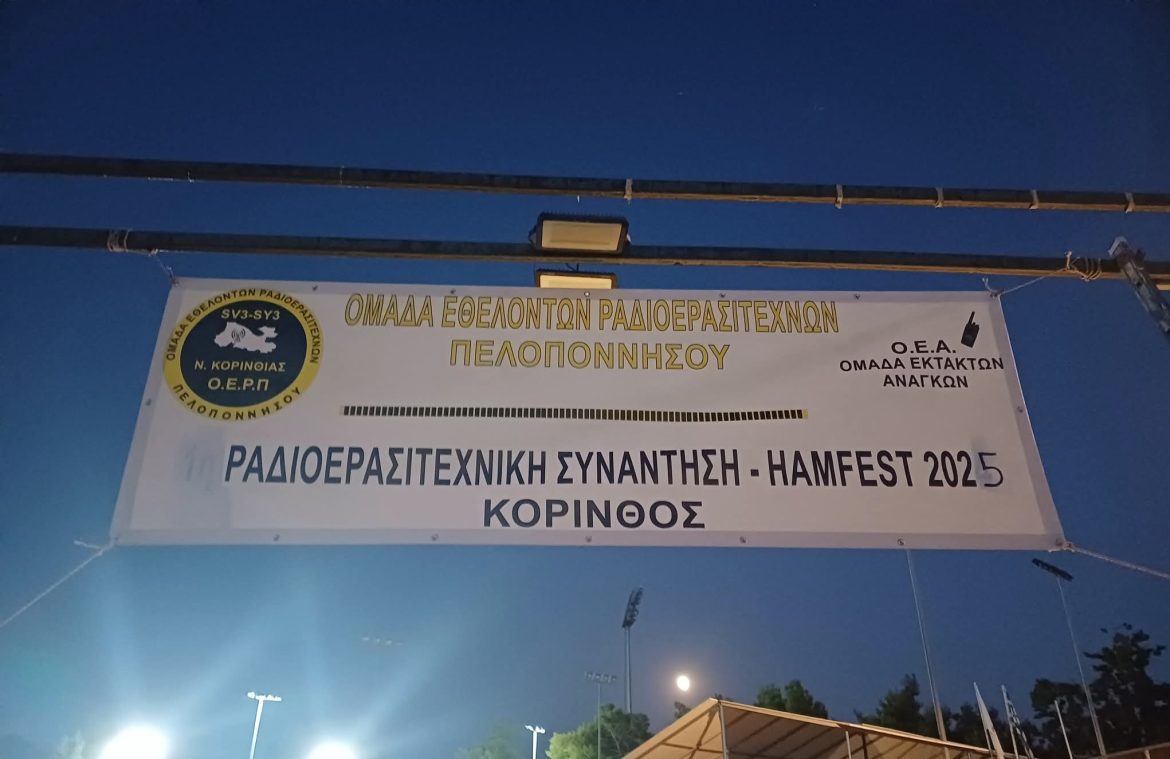 ΟΜΑΔΑ ΕΘΕΛΟΝΤΩΝ ΡΑΔΙΟΕΡΑΣΙΤΕΧΝΩΝ
SV3-SY3
Ν. ΚΟΡΙΝΘΙΑΣ
Ο.Ε.Ρ.Π
ΠΕΛΟΠΟΝΝΗΣΟΥ
ΟΜΑΔΑ ΕΘΕΛΟΝΤΩΝ ΡΑΔΙΟΕΡΑΣΙΤΕΧΝΩΝ
ΠΕΛΟΠΟΝΝΗΣΟΥ
Ο.Ε.Α.
ΟΜΑΔΑ ΕΚΤΑΚΤΩΝ
ΑΝΑΓΚΩΝ
ΡΑΔΙΟΕΡΑΣΙΤΕΧΝΙΚΗ ΣΥΝΑΝΤΗΣΗ - HAMFEST 2025
ΚΟΡΙΝΘΟΣ